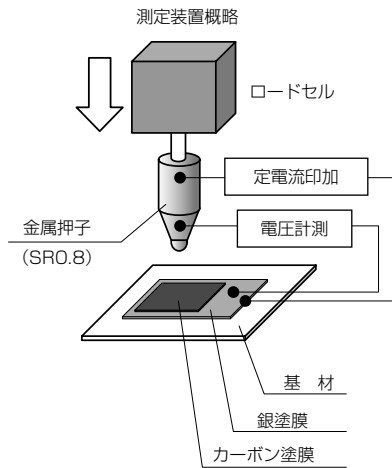 測定装置概略
ロードセル
定電流印加
金属押子
(SR0.8)
電圧計測
基　材
銀塗膜
カーボン塗膜